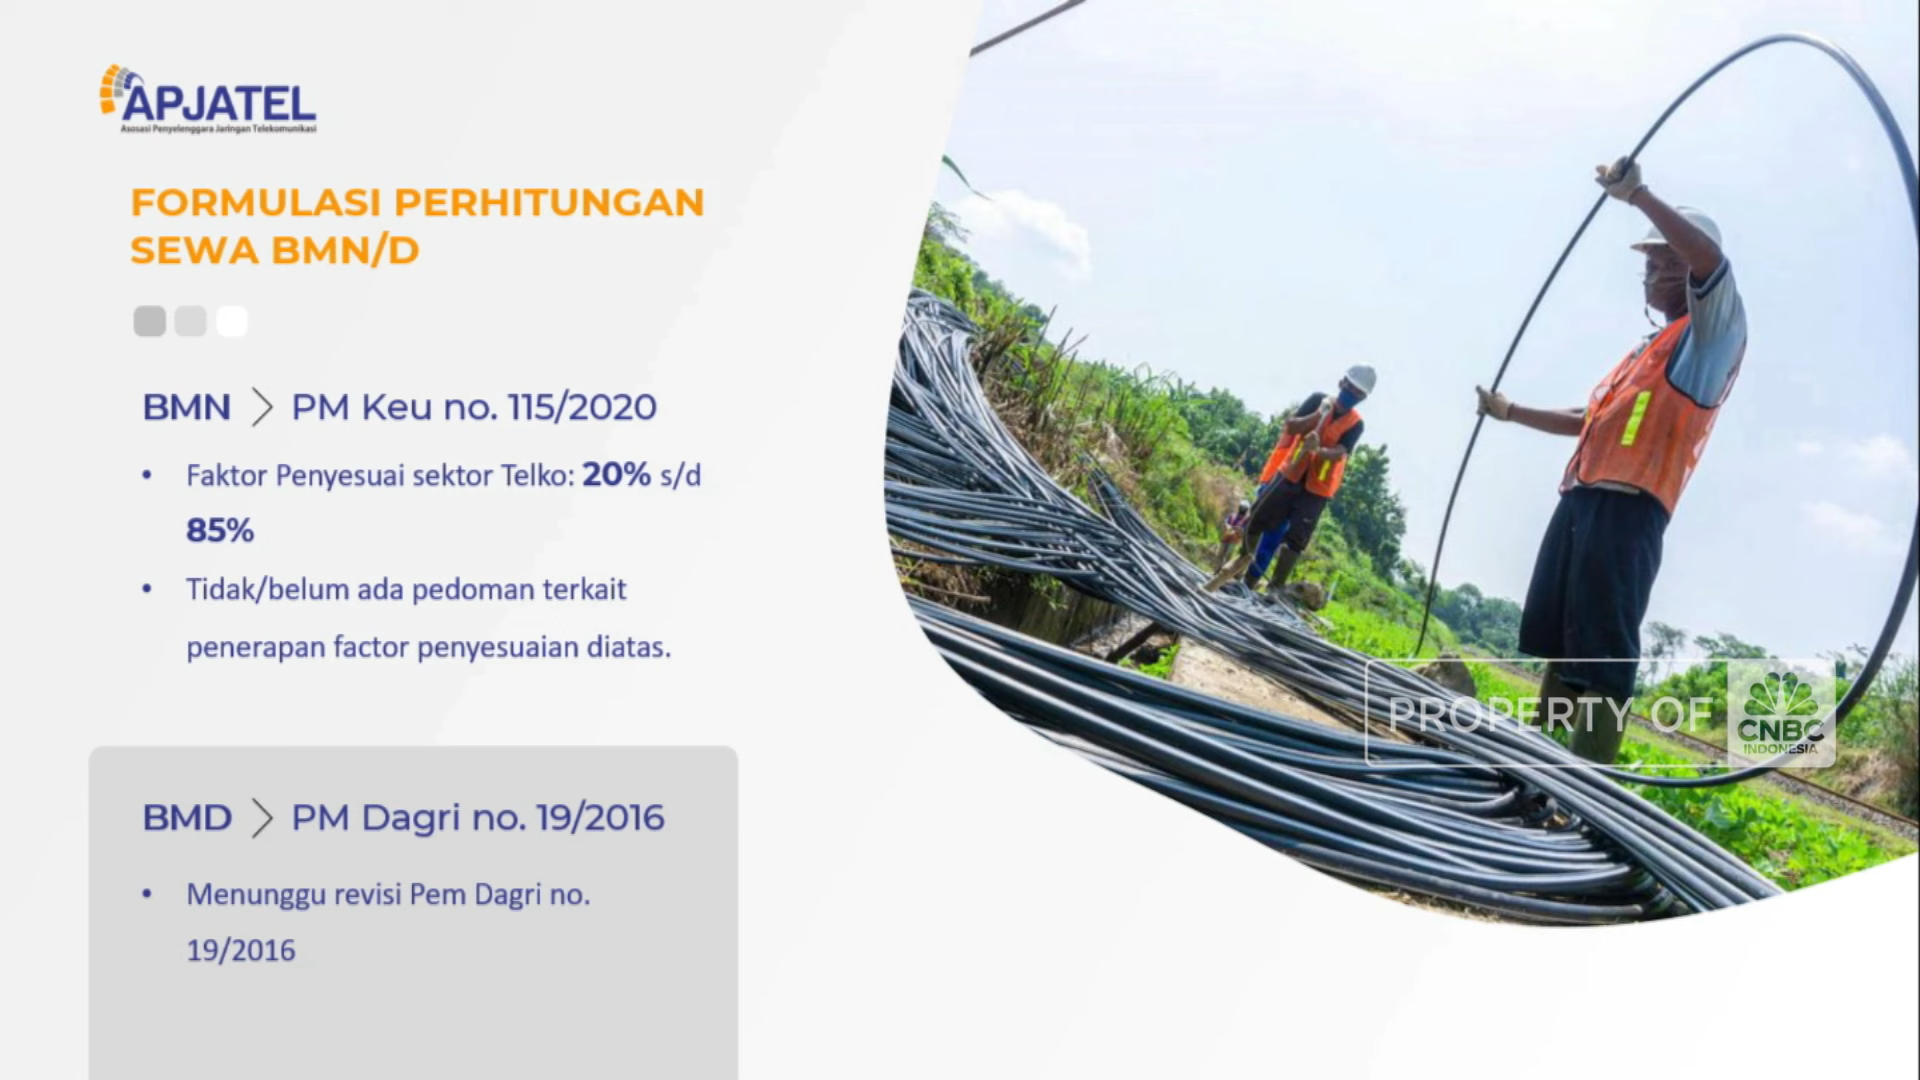 APJATEL
Asosasi Penyelenggara Jaringan Telekomunikasi
FORMULASI PERHITUNGAN
SEWA BMN/D
BMN > PM Keu no. 115/2020
• Faktor Penyesuai sektor Telko: 20% s/d
85%
• Tidak/belum ada pedoman terkait
penerapan factor penyesuaian diatas.
BMD > PM Dagri no. 19/2016
• Menunggu revisi Pem Dagri no.
19/2016
PROPERTY OF
CNBC
INDONESIA